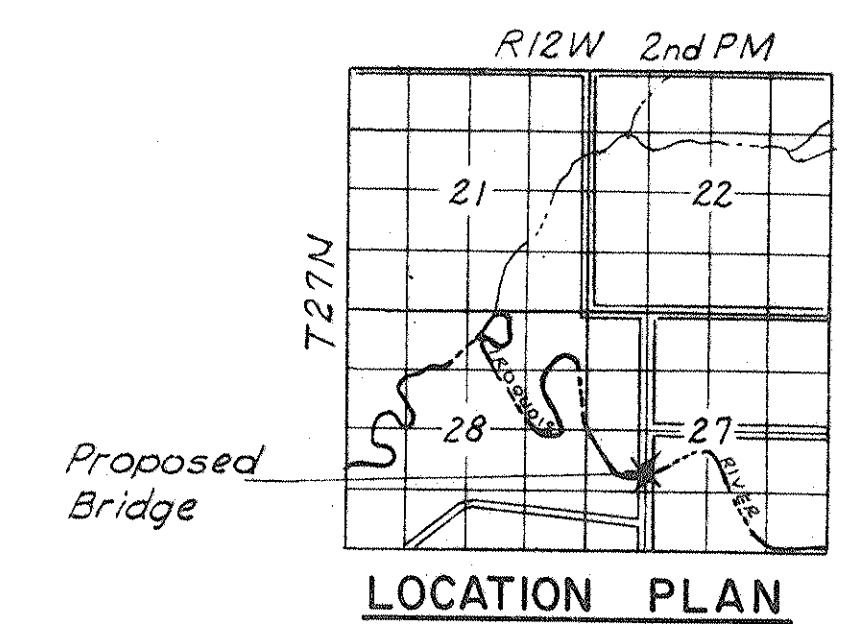 R12W 2nd PM
21
22
T27N
IROQUOIS
28
27
RIVER
Proposed
Bridge
LOCATION PLAN